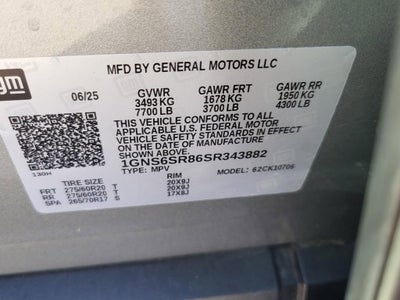 gm
MFD BY GENERAL MOTORS LLC
06/25 GVWR GAWR FRT GAWR RR
3493 KG 1678 KG 1950 KG
7700 LB 3700 LB 4300 LB
THIS VEHICLE CONFORMS TO ALL
APPLICABLE U.S. FEDERAL MOTOR
VEHICLE SAFETY STANDARDS IN EFFECT
ON THE DATE OF MANUFACTURE
SHOWN ABOVE.
1GNS6SR86SR343882
TYPE: MPV MODEL: 62CK10706
130H
TIRE SIZE RIM
FRT 275/60R20 T 20X9J
RR 275/60R20 T 20X9J
SPA 265/70R17 S 17X8J